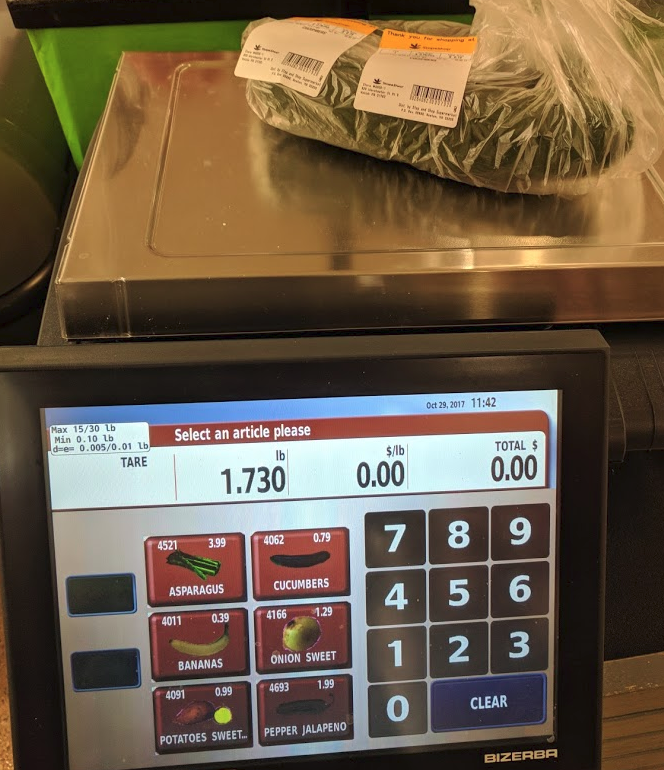 Thank you for shopping at
Oct 29, 2017 11:42
Max 15/30 lb
Min 0.10 lb
d=e= 0.005/0.01 lb
Select an article please
TARE
lb
1.730
$/lb
0.00
TOTAL $
0.00
4521 3.99
ASPARAGUS
4062 0.79
CUCUMBERS
4011 0.39
BANANAS
4166 1.29
ONION SWEET
4091 0.99
POTATOES SWEET...
4693 1.99
PEPPER JALAPENO
7 8 9
4 5 6
1 2 3
0 CLEAR
BIZERBA